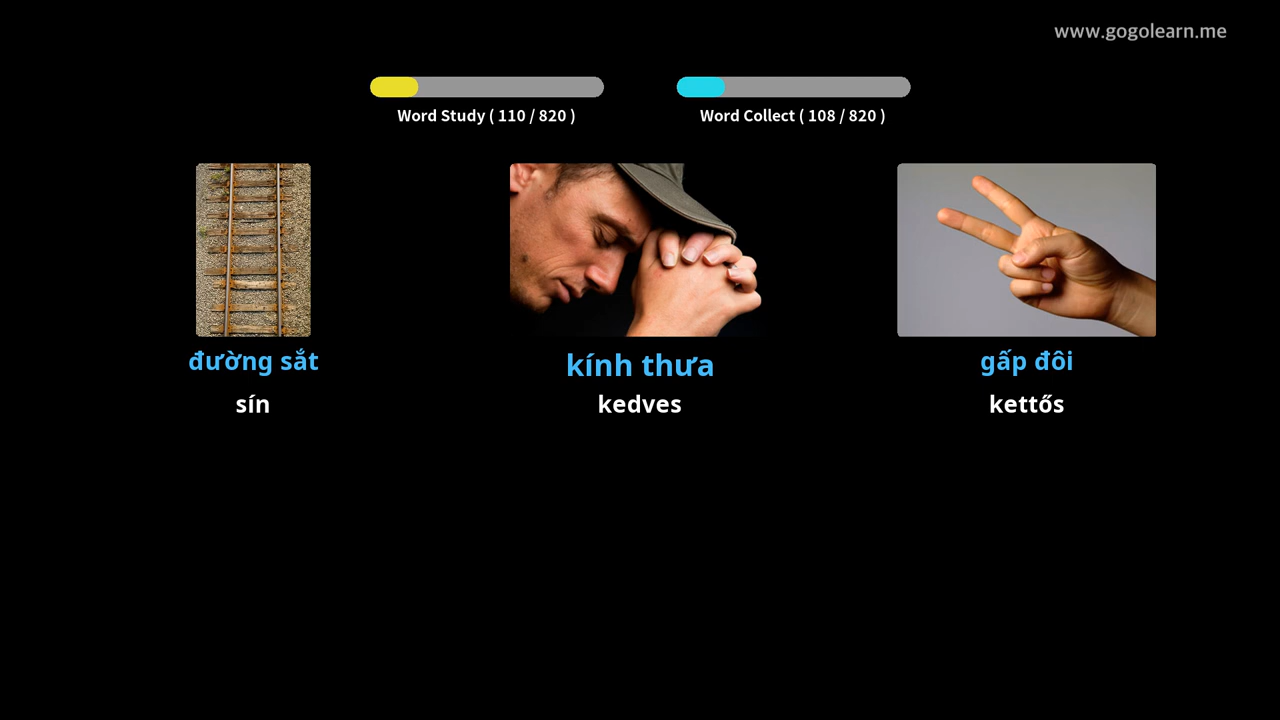 www.gogolearn.me
Word Study ( 110 / 820 )
Word Collect ( 108 / 820 )
đường sắt
kính thưa
gấp đôi
sín
kedves
kettős